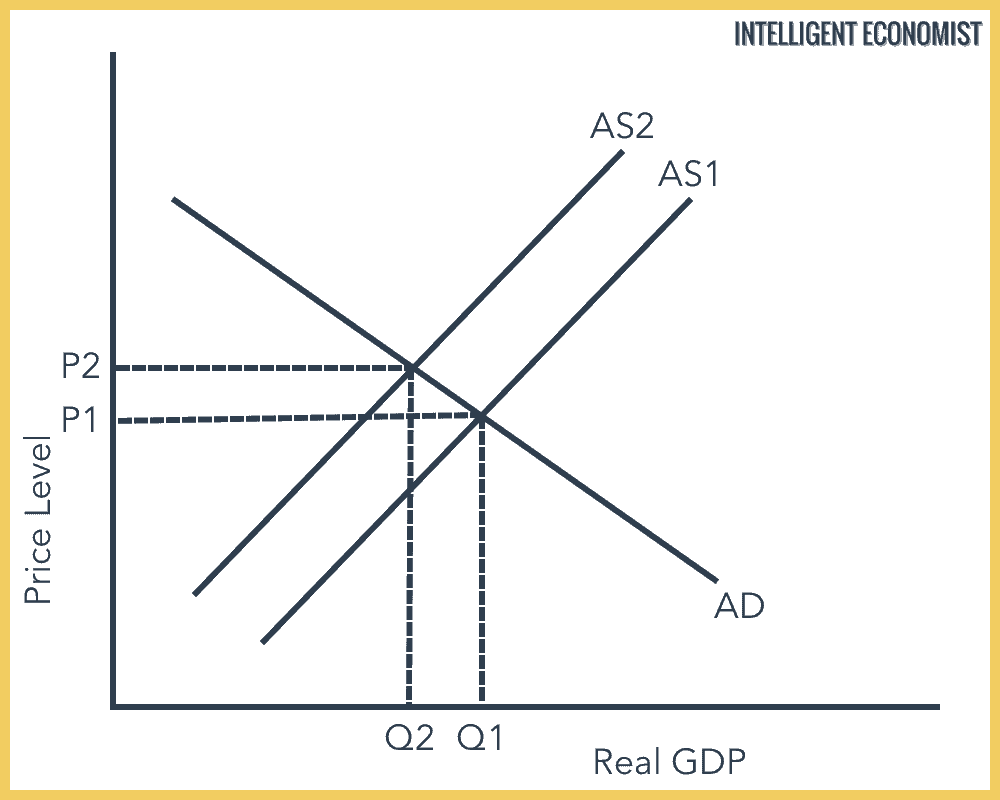 INTELLIGENT ECONOMIST
AS2
AS1
P2
P1
Price Level
AD
Q2
Q1
Real GDP